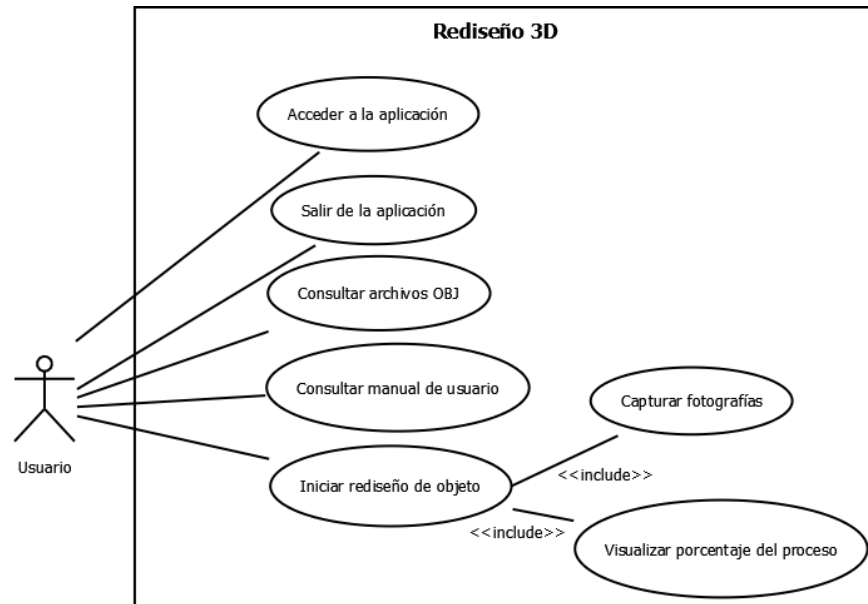 Rediseño 3D
Acceder a la aplicación
Salir de la aplicación
Consultar archivos OBJ
Consultar manual de usuario
Capturar fotografías
Usuario
Iniciar rediseño de objeto
<<include>>
<<include>>
Visualizar porcentaje del proceso